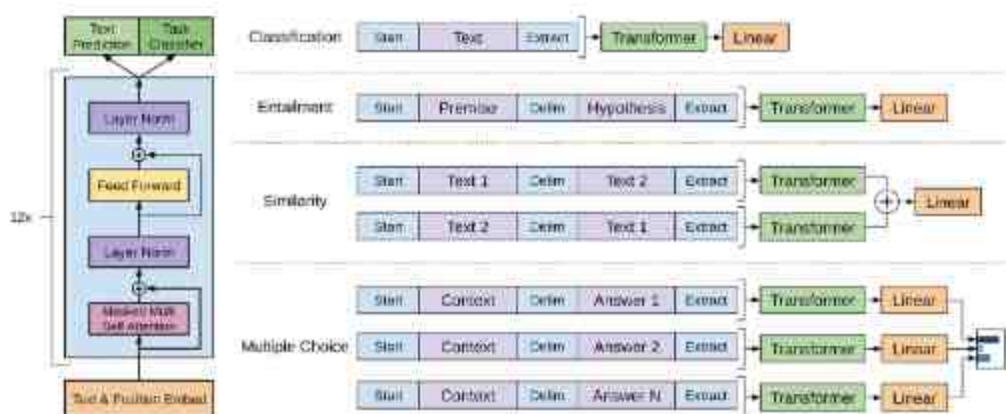 Text
Prediction
Task
Classifier
Layer Norm
Feed Forward
12x
Layer Norm
Masked Multi
Self Attention
Text & Position Embed
Classification
Start Text Extract Transformer Linear
Entailment
Start Premise Delim Hypothesis Extract Transformer Linear
Similarity
Start Text 1 Delim Text 2 Extract Transformer
Linear
Start Text 2 Delim Text 1 Extract Transformer
Multiple Choice
Start Context Delim Answer 1 Extract Transformer Linear
Start Context Delim Answer 2 Extract Transformer Linear
Start Context Delim Answer N Extract Transformer Linear